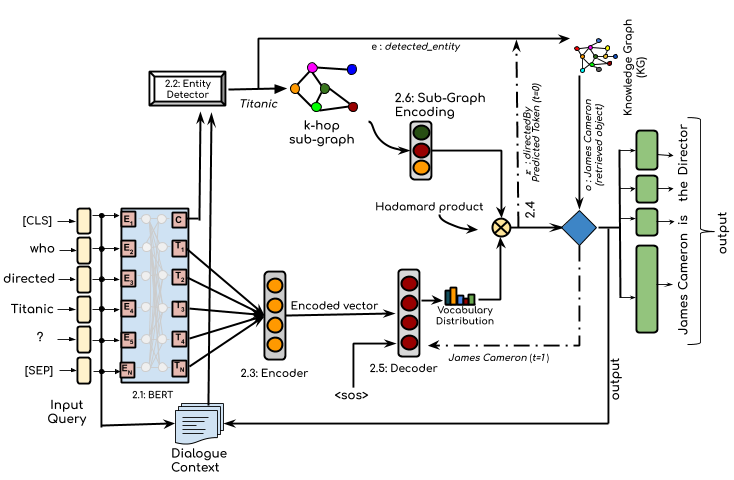 e : detected_entity
2.2: Entity
Detector
Titanic
k-hop
sub-graph
2.6: Sub-Graph
Encoding
r : directedBy
Predicted Token (t=0)
2.4
Knowledge Graph
(KG)
o : James Cameron
(retrieved object)
Hadamard product
[CLS]
who
directed
Titanic
?
[SEP]
E1
E2
E3
E4
E5
EN
C
T1
T2
T3
T4
TN
2.1: BERT
Input
Query
Dialogue
Context
2.3: Encoder
Encoded vector
2.5: Decoder
<sos>
Vocabulary
Distribution
James Cameron (t=1)
output
James Cameron is the Director
output